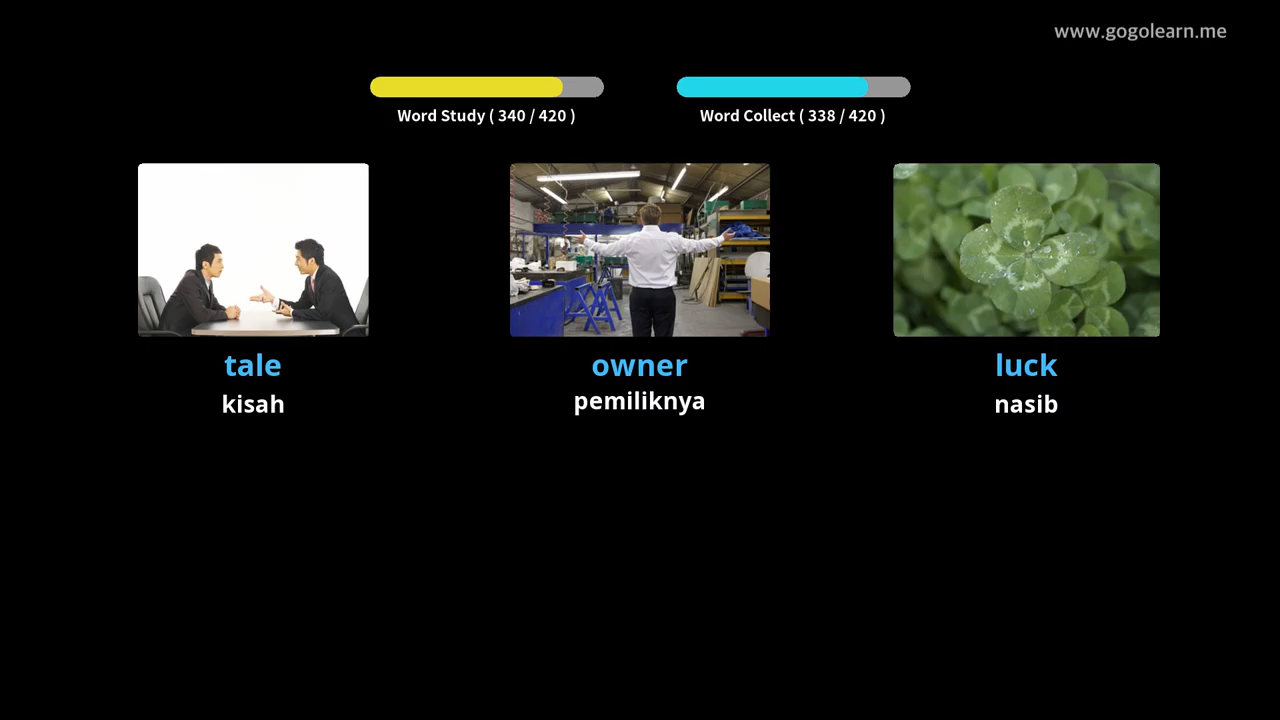 www.gogolearn.me
Word Study ( 340 / 420 )
Word Collect ( 338 / 420 )
tale
kisah
owner
pemiliknya
luck
nasib